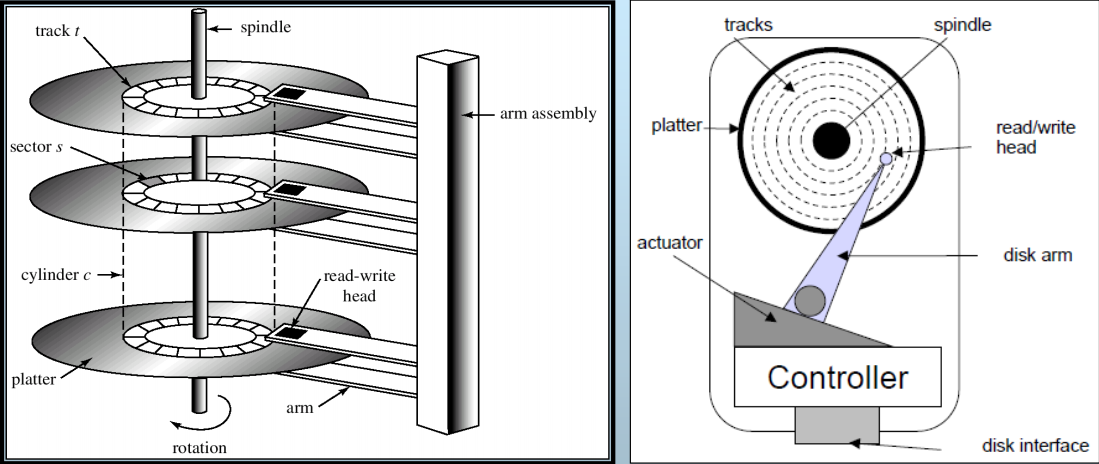 track t
spindle
arm assembly
sector s
cylinder c
read-write
head
platter
arm
rotation
tracks
spindle
platter
read/write
head
actuator
disk arm
Controller
disk interface